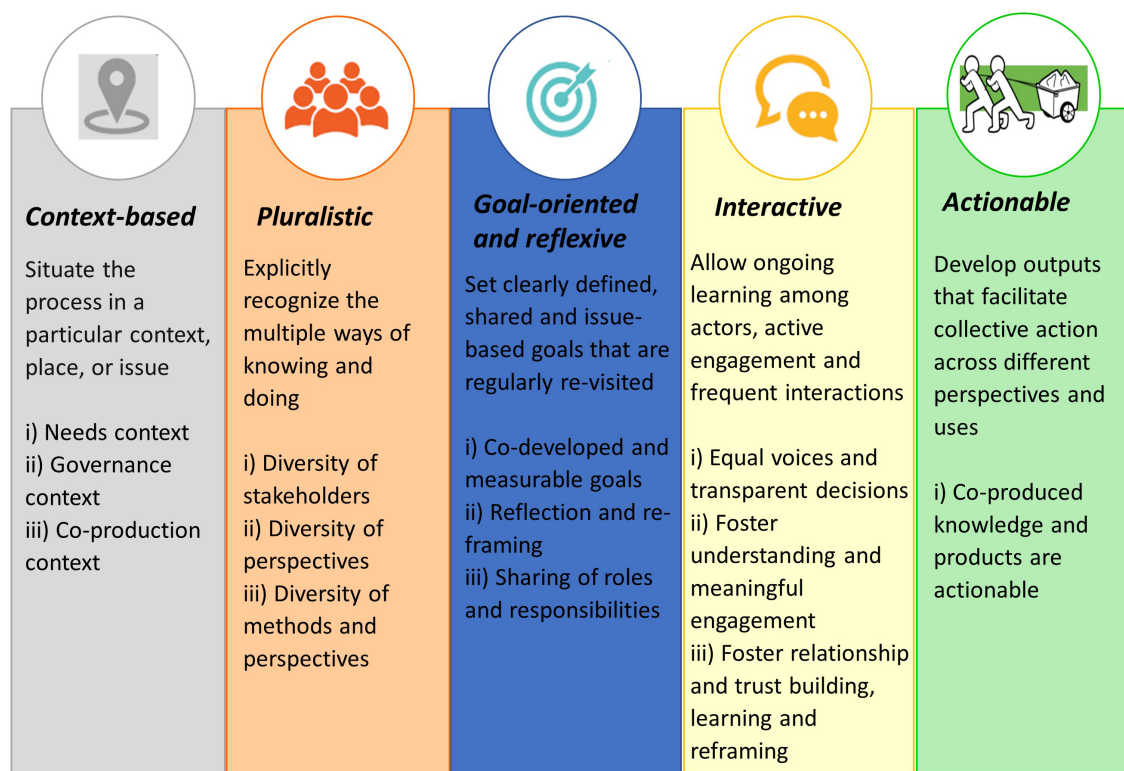 Context-based
Situate the
process in a
particular context,
place, or issue
i) Needs context
ii) Governance
context
iii) Co-production
context
Pluralistic
Explicitly
recognize the
multiple ways of
knowing and
doing
i) Diversity of
stakeholders
ii) Diversity of
perspectives
iii) Diversity of
methods and
perspectives
Goal-oriented
and reflexive
Set clearly defined,
shared and issue-
based goals that are
regularly re-visited
i) Co-developed and
measurable goals
ii) Reflection and re-
framing
iii) Sharing of roles
and responsibilities
Interactive
Allow ongoing
learning among
actors, active
engagement and
frequent interactions
i) Equal voices and
transparent decisions
ii) Foster
understanding and
meaningful
engagement
iii) Foster relationship
and trust building,
learning and
reframing
Actionable
Develop outputs
that facilitate
collective action
across different
perspectives and
uses
i) Co-produced
knowledge and
products are
actionable